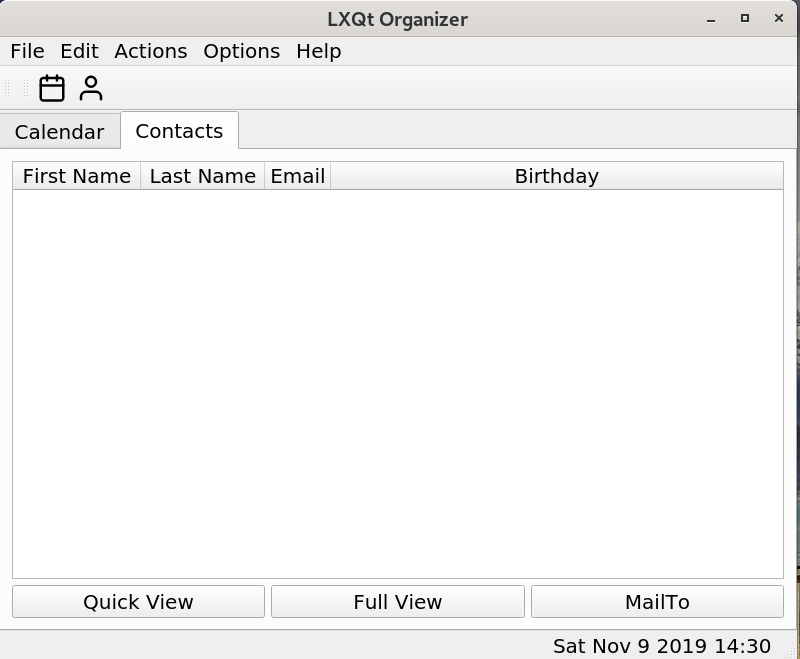 LXQt Organizer
File Edit Actions Options Help
Calendar Contacts
First Name Last Name Email Birthday
Quick View Full View MailTo
Sat Nov 9 2019 14:30